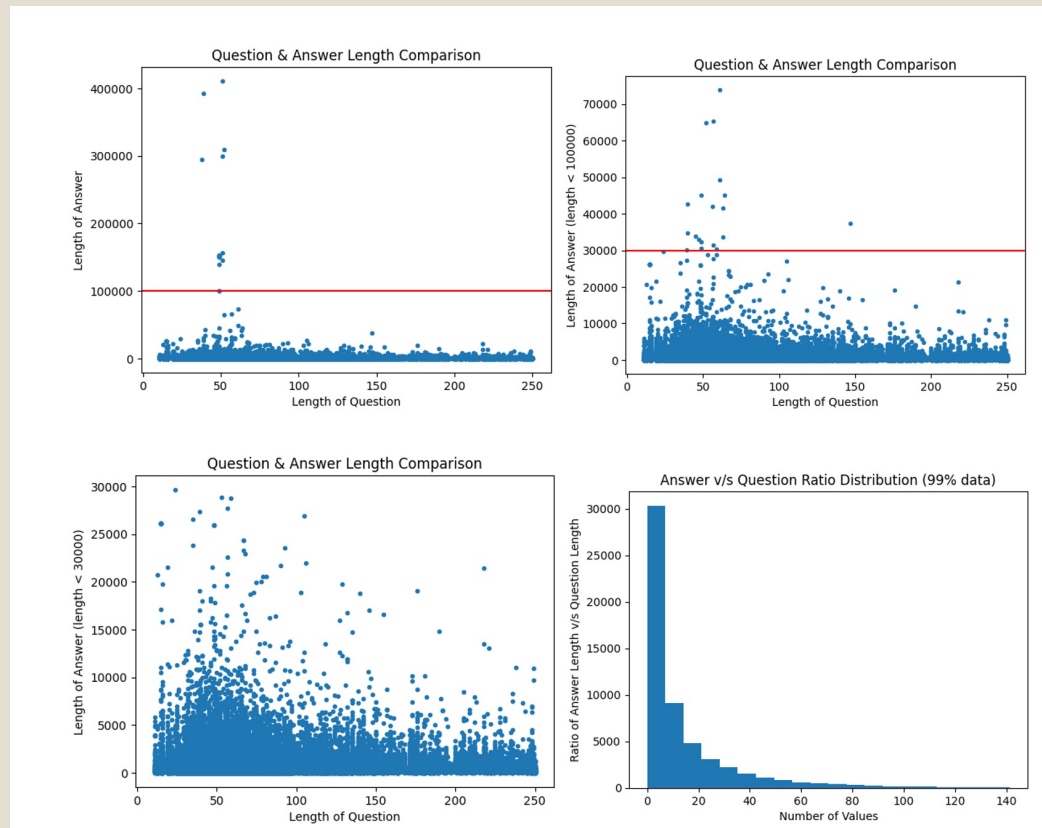 Question & Answer Length Comparison
Length of Answer
400000
300000
200000
100000
0
0 50 100 150 200 250
Length of Question
Question & Answer Length Comparison
Length of Answer (length < 100000)
70000
60000
50000
40000
30000
20000
10000
0
0 50 100 150 200 250
Length of Question
Question & Answer Length Comparison
Length of Answer (length < 30000)
30000
25000
20000
15000
10000
5000
0
0 50 100 150 200 250
Length of Question
Answer v/s Question Ratio Distribution (99% data)
Ratio of Answer Length v/s Question Length
30000
25000
20000
15000
10000
5000
0
0 20 40 60 80 100 120 140
Number of Values